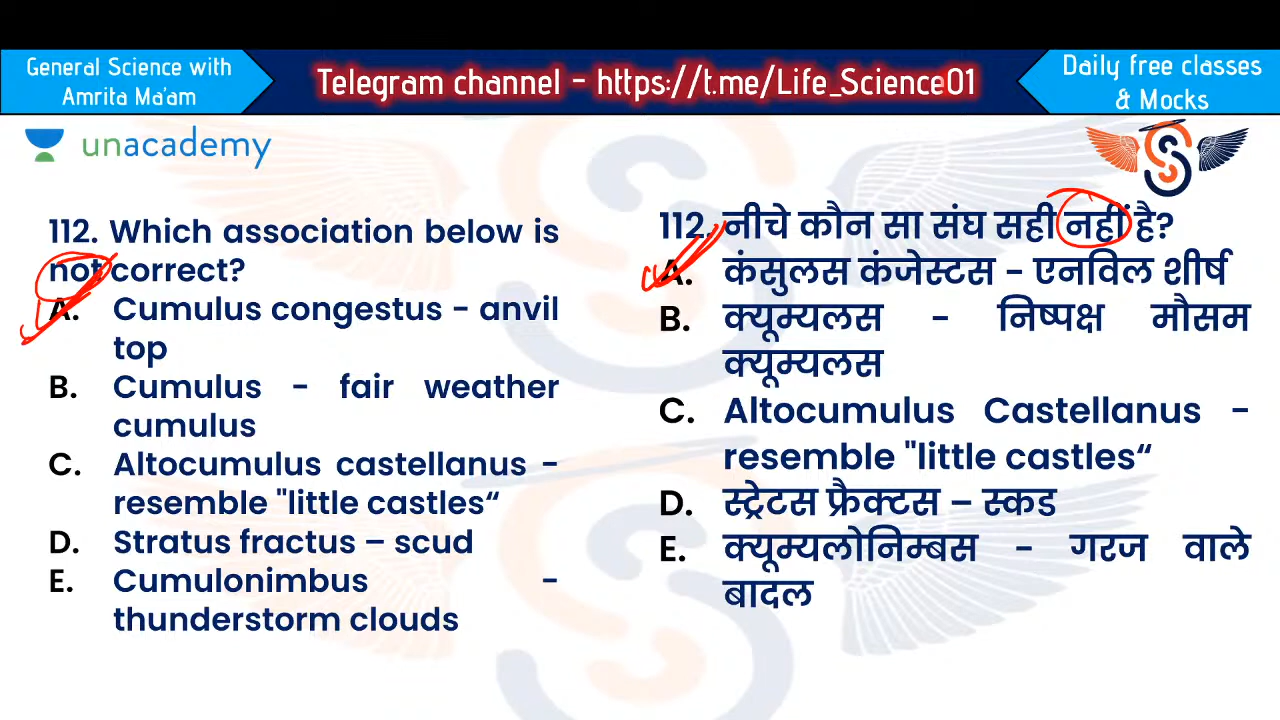 General Science with
Amrita Ma'am
Telegram channel - https://t.me/Life_Science01
Daily free classes
& Mocks
unacademy
112. Which association below is
not correct?
A. Cumulus congestus - anvil
top
B. Cumulus - fair weather
cumulus
C. Altocumulus castellanus -
resemble "little castles“
D. Stratus fractus – scud
E. Cumulonimbus -
thunderstorm clouds
112. नीचे कौन सा संघ सही नहीं है?
A. कंसुलस कंजेस्टस - एनविल शीर्ष
B. क्यूम्यलस - निष्पक्ष मौसम
क्यूम्यलस
C. Altocumulus Castellanus -
resemble "little castles“
D. स्ट्रेटस फ्रैक्टस – स्कड
E. क्यूम्यलोनिम्बस - गरज वाले
बादल